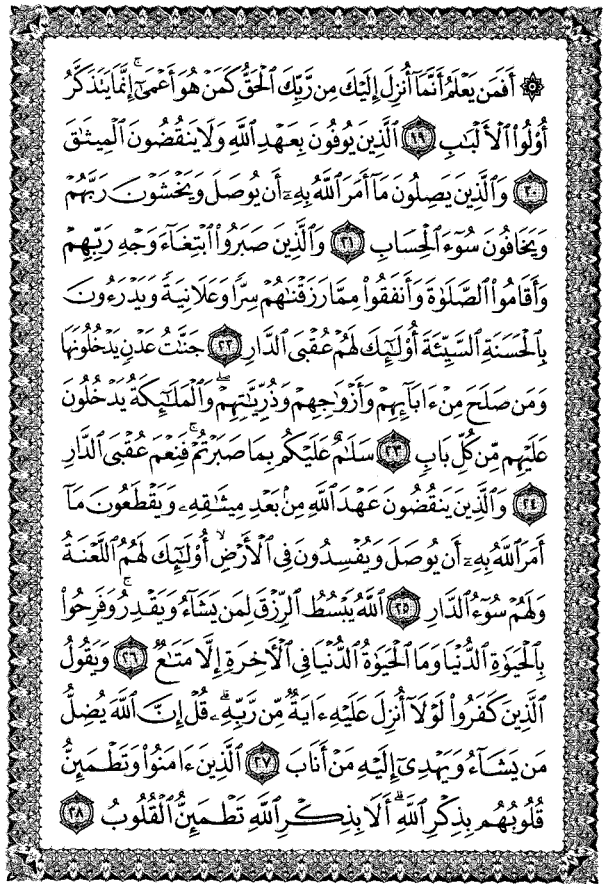 ۞ أَفَمَن يَعْلَمُ أَنَّمَآ أُنزِلَ إِلَيْكَ مِن رَّبِّكَ ٱلْحَقُّ كَمَنْ هُوَ أَعْمَىٰٓ ۚ إِنَّمَا يَتَذَكَّرُ
أُو۟لُوا۟ ٱلْأَلْبَٰبِ ١٩ ٱلَّذِينَ يُوفُونَ بِعَهْدِ ٱللَّهِ وَلَا يَنقُضُونَ ٱلْمِيثَٰقَ
٢٠ وَٱلَّذِينَ يَصِلُونَ مَآ أَمَرَ ٱللَّهُ بِهِۦٓ أَن يُوصَلَ وَيَخْشَوْنَ رَبَّهُمْ
وَيَخَافُونَ سُوٓءَ ٱلْحِسَابِ ٢١ وَٱلَّذِينَ صَبَرُوا۟ ٱبْتِغَآءَ وَجْهِ رَبِّهِمْ
وَأَقَامُوا۟ ٱلصَّلَوٰةَ وَأَنفَقُوا۟ مِمَّا رَزَقْنَٰهُمْ سِرًّا وَعَلَانِيَةً وَيَدْرَءُونَ
بِٱلْحَسَنَةِ ٱلسَّيِّئَةَ أُو۟لَٰٓئِكَ لَهُمْ عُقْبَى ٱلدَّارِ ٢٢ جَنَّٰتُ عَدْنٍ يَدْخُلُونَهَا
وَمَن صَلَحَ مِنْ ءَابَآئِهِمْ وَأَزْوَٰجِهِمْ وَذُرِّيَّٰتِهِمْ ۖ وَٱلْمَلَٰٓئِكَةُ يَدْخُلُونَ
عَلَيْهِم مِّن كُلِّ بَابٍ ٢٣ سَلَٰمٌ عَلَيْكُم بِمَا صَبَرْتُمْ ۚ فَنِعْمَ عُقْبَى ٱلدَّارِ
٢٤ وَٱلَّذِينَ يَنقُضُونَ عَهْدَ ٱللَّهِ مِنۢ بَعْدِ مِيثَٰقِهِۦ وَيَقْطَعُونَ مَآ
أَمَرَ ٱللَّهُ بِهِۦٓ أَن يُوصَلَ وَيُفْسِدُونَ فِى ٱلْأَرْضِ ۙ أُو۟لَٰٓئِكَ لَهُمُ ٱللَّعْنَةُ
وَلَهُمْ سُوٓءُ ٱلدَّارِ ٢٥ ٱللَّهُ يَبْسُطُ ٱلرِّزْقَ لِمَن يَشَآءُ وَيَقْدِرُ ۚ وَفَرِحُوا۟
بِٱلْحَيَوٰةِ ٱلدُّنْيَا وَمَا ٱلْحَيَوٰةُ ٱلدُّنْيَا فِى ٱلْءَاخِرَةِ إِلَّا مَتَٰعٌ ٢٦ وَيَقُولُ
ٱلَّذِينَ كَفَرُوا۟ لَوْلَآ أُنزِلَ عَلَيْهِ ءَايَةٌ مِّن رَّبِّهِۦ ۗ قُلْ إِنَّ ٱللَّهَ يُضِلُّ
مَن يَشَآءُ وَيَهْدِىٓ إِلَيْهِ مَنْ أَنَابَ ٢٧ ٱلَّذِينَ ءَامَنُوا۟ وَتَطْمَئِنُّ
قُلُوبُهُم بِذِكْرِ ٱللَّهِ ۗ أَلَا بِذِكْرِ ٱللَّهِ تَطْمَئِنُّ ٱلْقُلُوبُ ٢٨